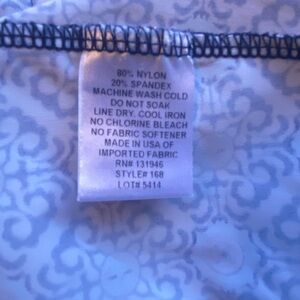 80% NYLON
20% SPANDEX
MACHINE WASH COLD
DO NOT SOAK
LINE DRY. COOL IRON
NO CHLORINE BLEACH
NO FABRIC SOFTENER
MADE IN USA OF
IMPORTED FABRIC
RN# 131946
STYLE# 168
LOT# 5414